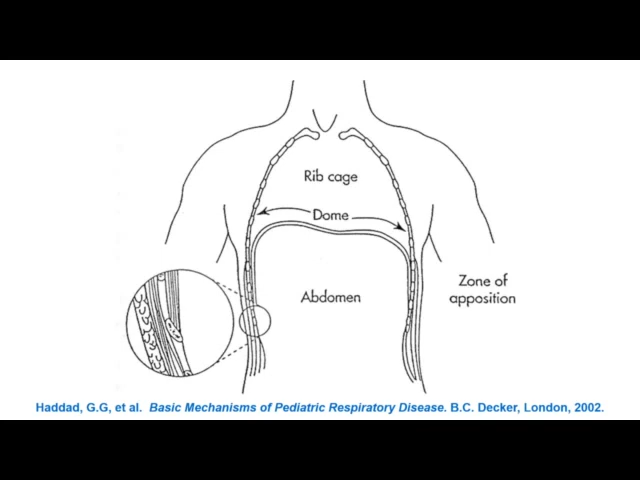 Rib cage
Dome
Abdomen
Zone of
apposition
Haddad, G.G, et al. Basic Mechanisms of Pediatric Respiratory Disease. B.C. Decker, London, 2002.